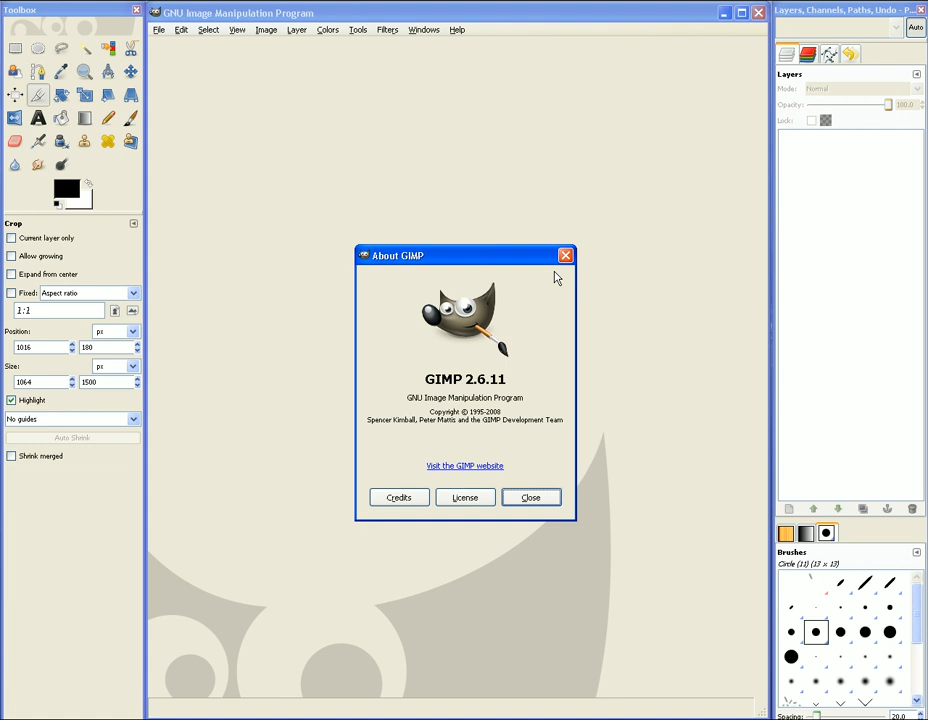 Toolbox
GNU Image Manipulation Program
Layers, Channels, Paths, Undo - P...
File Edit Select View Image Layer Colors Tools Filters Windows Help
Auto
Layers
Mode: Normal
Opacity: 100.0
Lock:
Crop
Current layer only
Allow growing
Expand from center
Fixed: Aspect ratio
1:1
Position: px
1016 180
Size: px
1064 1500
Highlight
No guides
Auto Shrink
Shrink merged
About GIMP
GIMP 2.6.11
GNU Image Manipulation Program
Copyright © 1995-2008
Spencer Kimball, Peter Mattis and the GIMP Development Team
Visit the GIMP website
Credits License Close
Brushes
Circle (11) (13 × 13)
Spacing: 20.0